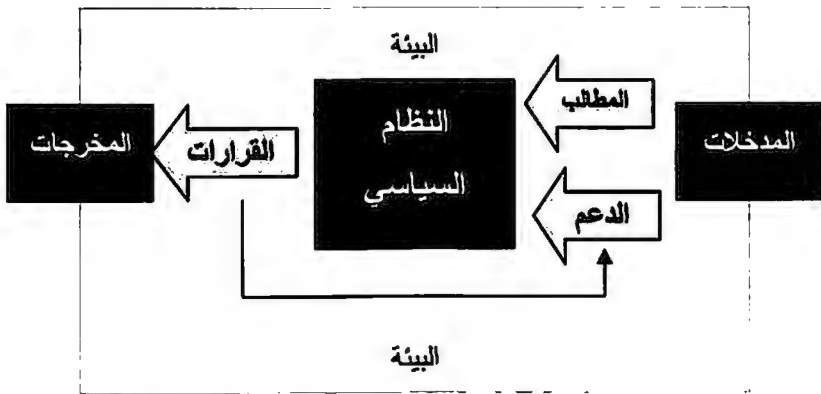 البيئة
المدخلات
المطالب
الدعم
النظام
السياسي
القرارات
المخرجات
البيئة